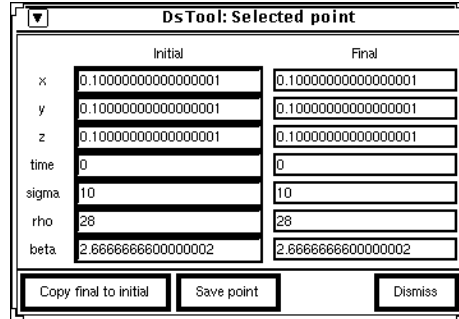 DsTool: Selected point
Initial Final
x 0.10000000000000001 0.10000000000000001
y 0.10000000000000001 0.10000000000000001
z 0.10000000000000001 0.10000000000000001
time 0 0
sigma 10 10
rho 28 28
beta 2.6666666600000002 2.6666666600000002
Copy final to initial Save point Dismiss